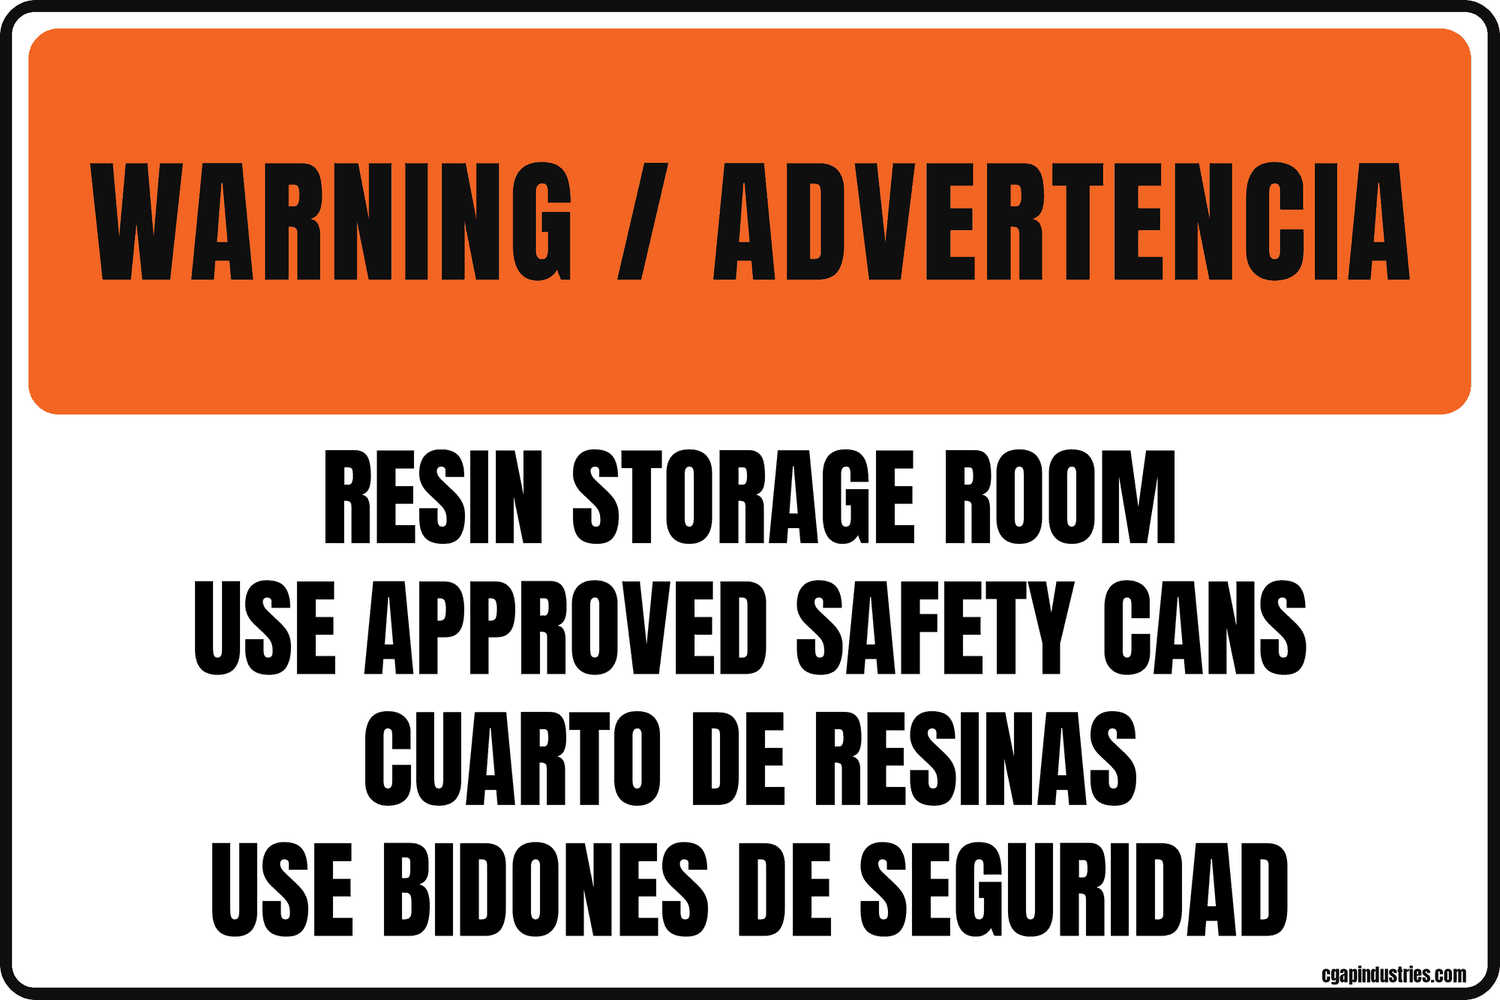 WARNING / ADVERTENCIA
RESIN STORAGE ROOM
USE APPROVED SAFETY CANS
CUARTO DE RESINAS
USE BIDONES DE SEGURIDAD
cgapindustries.com